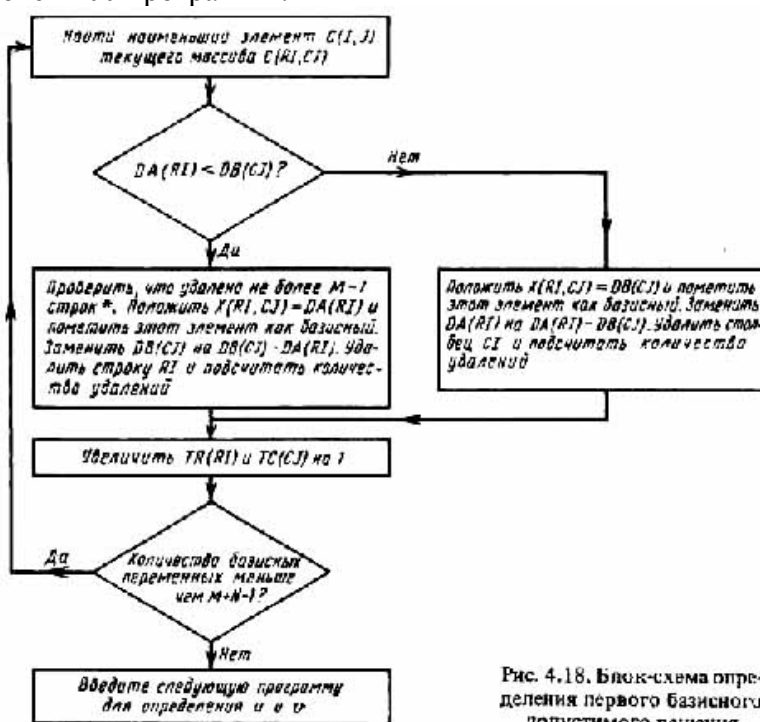 Найти наименьший элемент C(I,J)
текущего массива C(RI,CJ)
DA(RI) < DB(CJ)?
Нет
Да
Проверить, что удалено не более M-1
строк*. Положить X(RI,CJ)=DA(RI) и
пометить этот элемент как базисный.
Заменить DB(CJ) на DB(CJ)-DA(RI). Уда-
лить строку RI и подсчитать количес-
тво удалений
Положить X(RI,CJ)=DB(CJ) и пометить
этот элемент как базисный. Заменить
DA(RI) на DA(RI)-DB(CJ). Удалить стол-
бец CI и подсчитать количество
удалений
Увеличить TR(RI) и TC(CJ) на 1
Да
Количество базисных
переменных меньше
чем M+N-1?
Нет
Введите следующую программу
для определения u и v
Рис. 4.18. Блок-схема опре-
деления первого базисного